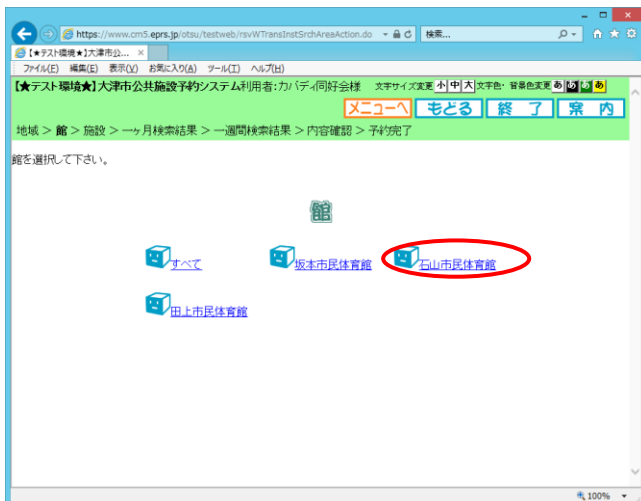 https://www.cm5.eprs.jp/otsu/testweb/rsvWTransInstSrchAreaAction.do 検索...
【★テスト環境★】大津市公... ×
ファイル(F) 編集(E) 表示(V) お気に入り(A) ツール(T) ヘルプ(H)
【★テスト環境★】大津市公共施設予約システム利用者:カバディ同好会様 文字サイズ変更 小 中 大 文字色・背景色変更 あ あ あ あ
メニューへ もどる 終 了 案 内
地域 > 館 > 施設 > 一ヶ月検索結果 > 一週間検索結果 > 内容確認 > 予約完了
館を選択して下さい。
館
すべて 坂本市民体育館 石山市民体育館
田上市民体育館
100%